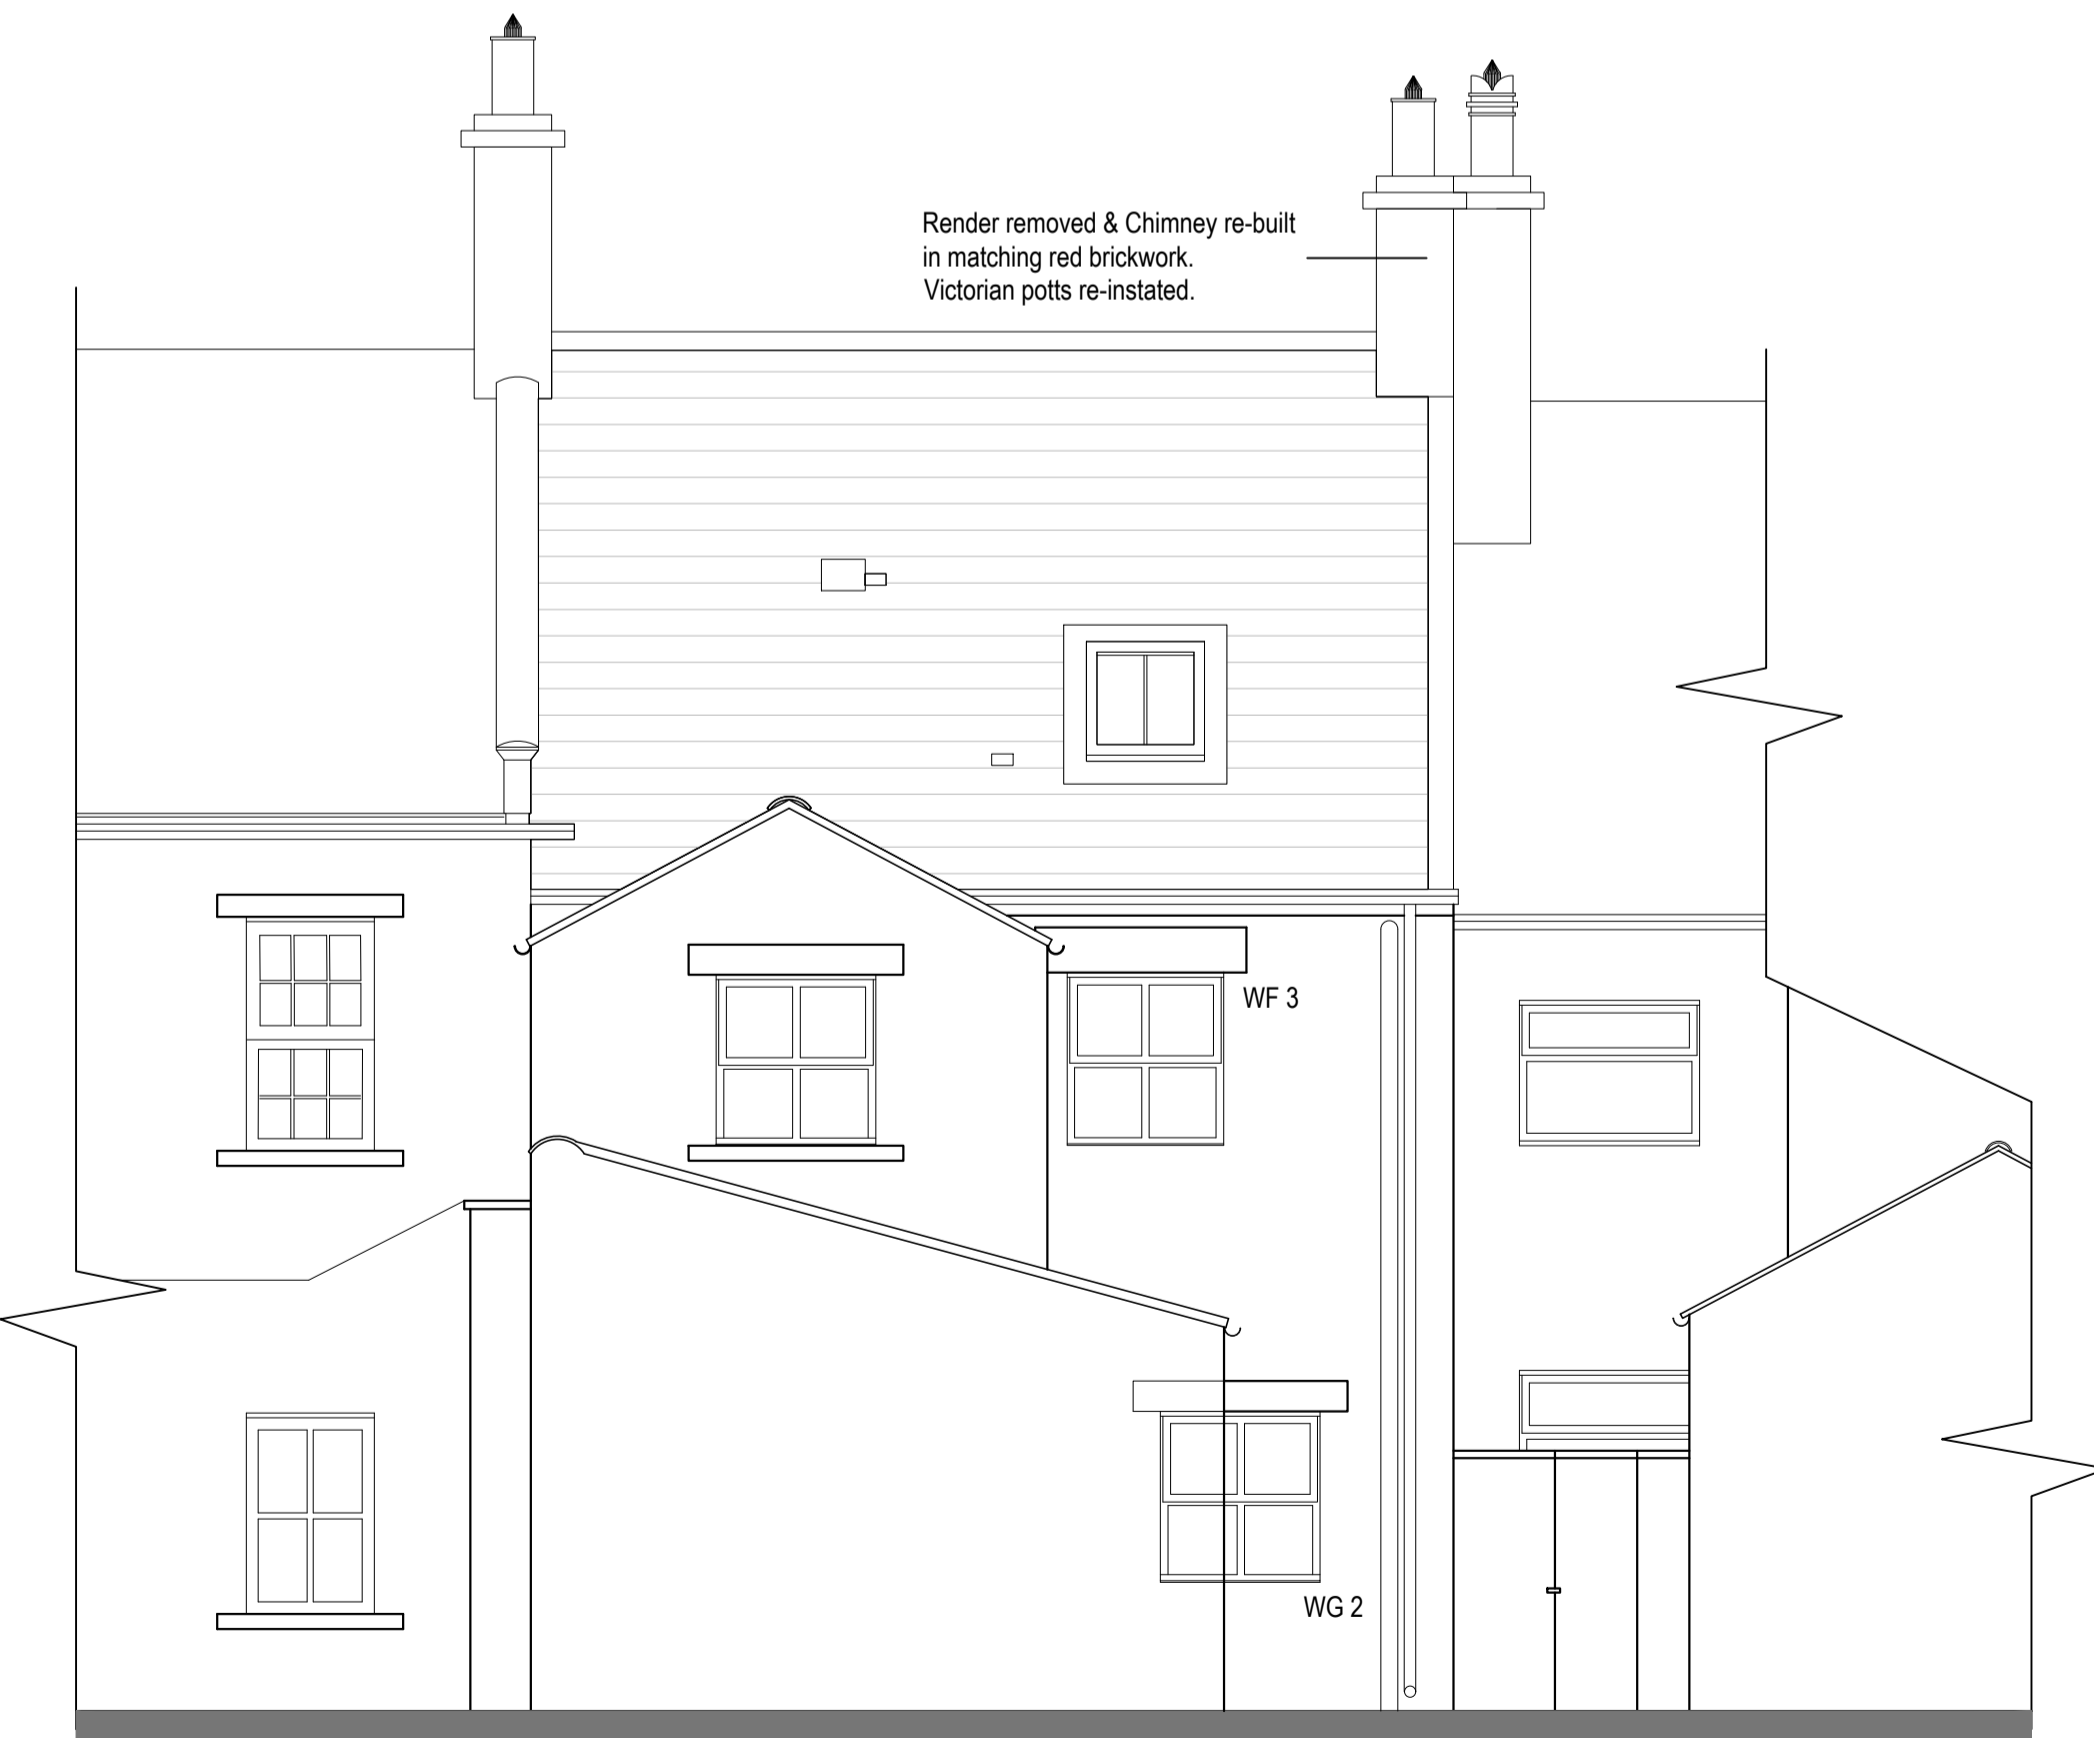 Render removed & Chimney re-built
in matching red brickwork.
Victorian potts re-instated.
WF 3
WG 2